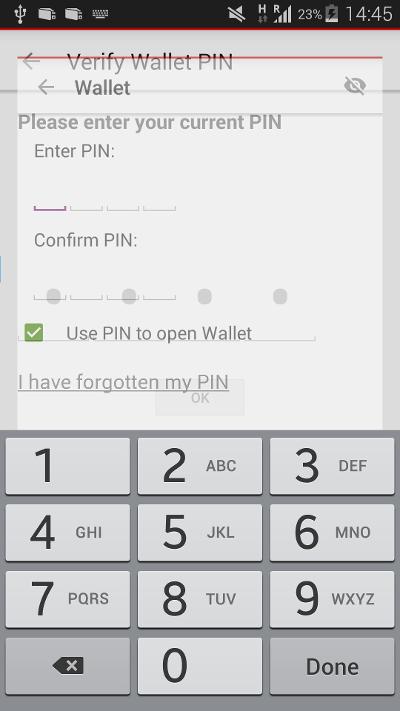 H R 23% 14:45
Verify Wallet PIN
Wallet
Please enter your current PIN
Enter PIN:
Confirm PIN:
Use PIN to open Wallet
I have forgotten my PIN
OK
1 2 ABC 3 DEF
4 GHI 5 JKL 6 MNO
7 PQRS 8 TUV 9 WXYZ
0 Done